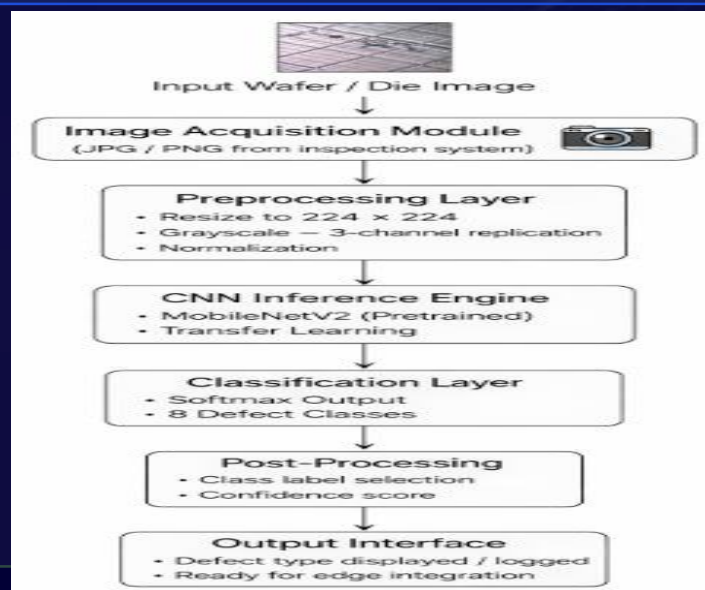 Input Wafer / Die Image
Image Acquisition Module
(JPG / PNG from inspection system)
Preprocessing Layer
• Resize to 224 × 224
• Grayscale – 3-channel replication
• Normalization
CNN Inference Engine
• MobileNetV2 (Pretrained)
• Transfer Learning
Classification Layer
• Softmax Output
• 8 Defect Classes
Post-Processing
• Class label selection
• Confidence score
Output Interface
• Defect type displayed / logged
• Ready for edge integration